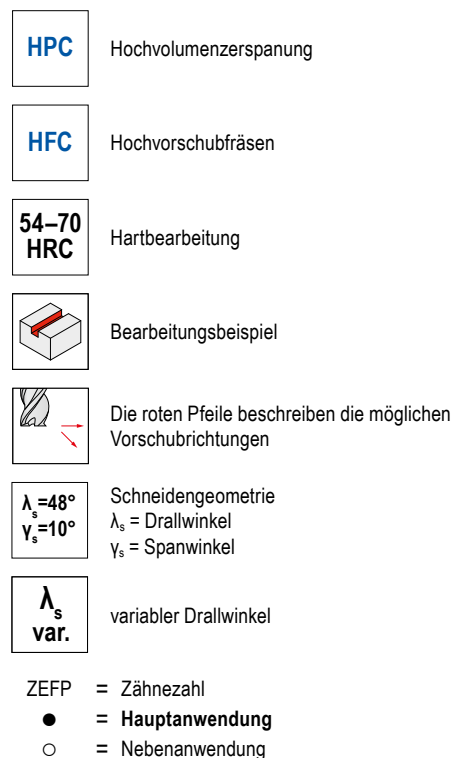 HPC Hochvolumenzerspanung
HFC Hochvorschubfräsen
54–70
HRC
Hartbearbeitung
Bearbeitungsbeispiel
Die roten Pfeile beschreiben die möglichen
Vorschubrichtungen
λs=48°
γs=10°
Schneidengeometrie
λs = Drallwinkel
γs = Spanwinkel
λs
var.
variabler Drallwinkel
ZEFP = Zähnezahl
● = Hauptanwendung
○ = Nebenanwendung